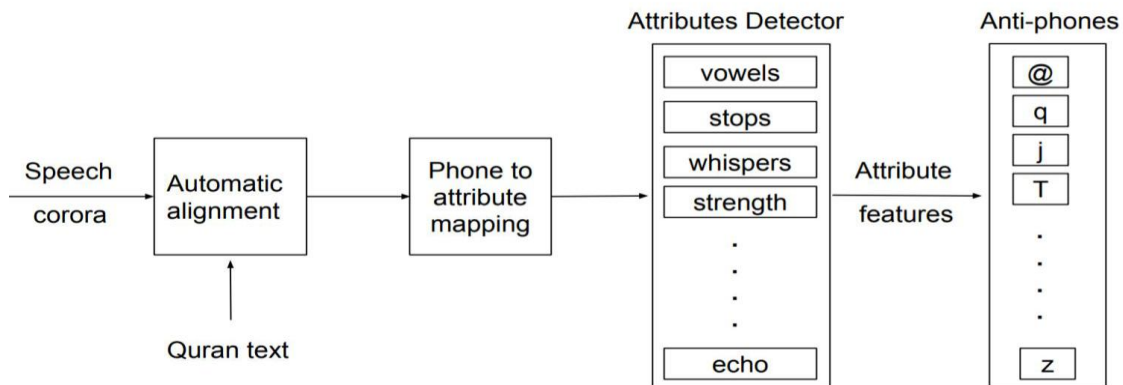 Attributes Detector
Anti-phones
vowels
stops
whispers
strength
.
.
.
.
echo
@
q
j
T
.
.
.
.
z
Speech
corora
Automatic
alignment
Phone to
attribute
mapping
Attribute
features
Quran text